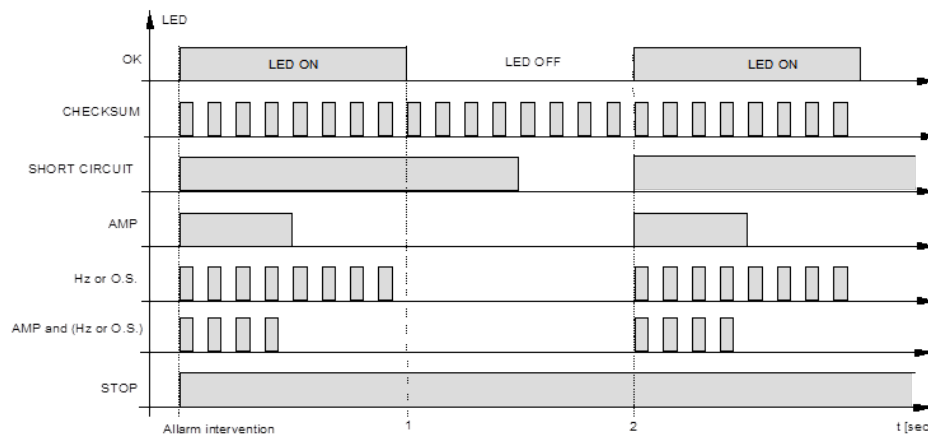 LED
OK
LED ON
LED OFF
LED ON
CHECKSUM
SHORT CIRCUIT
AMP
Hz or O.S.
AMP and (Hz or O.S.)
STOP
Allarm intervention
1
2
t [sec